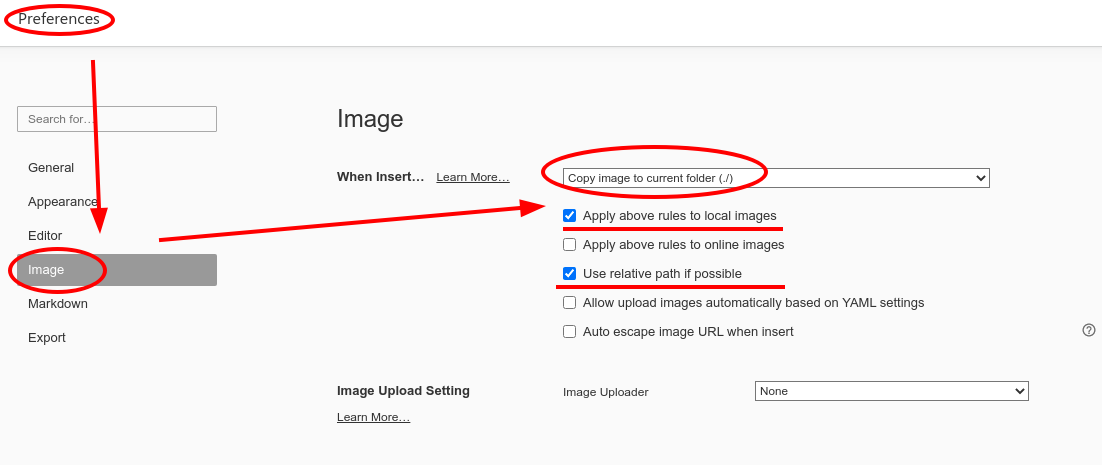 Preferences
Search for...
General
Appearance
Editor
Image
Markdown
Export
Image
When Insert... Learn More... Copy image to current folder (./)
Apply above rules to local images
Apply above rules to online images
Use relative path if possible
Allow upload images automatically based on YAML settings
Auto escape image URL when insert ?
Image Upload Setting Image Uploader None
Learn More...